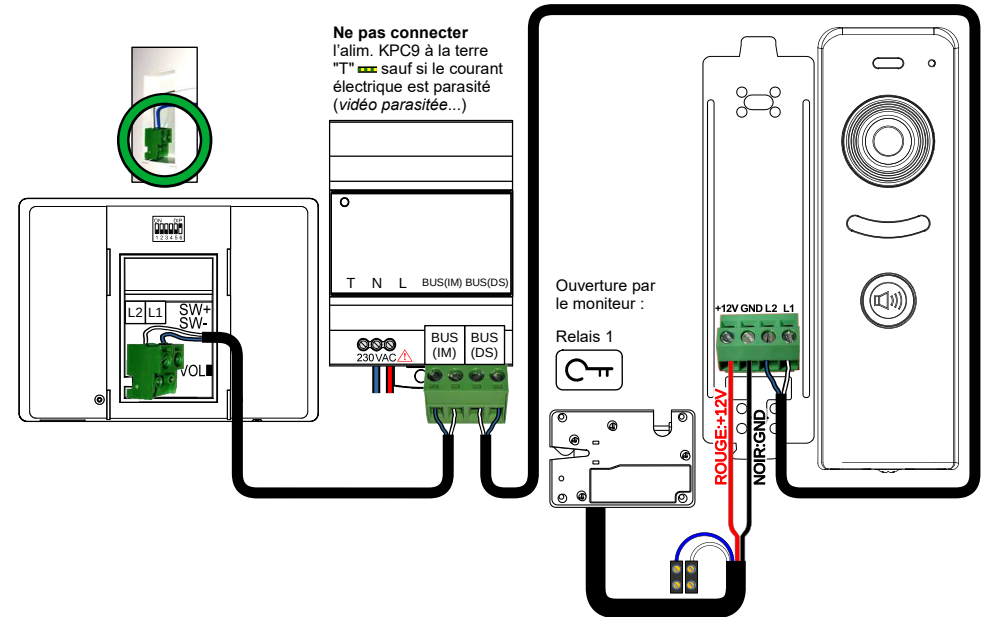 Ne pas connecter
l'alim. KPC9 à la terre
"T" sauf si le courant
électrique est parasité
(vidéo parasitée...)
ON DIP
1 2 3 4 5 6
L2 L1 SW+
SW-
VOL
T N L BUS(IM) BUS(DS)
230 VAC
BUS
(IM)
BUS
(DS)
Ouverture par
le moniteur :
Relais 1
+12V GND L2 L1
ROUGE:+12V
NOIR:GND